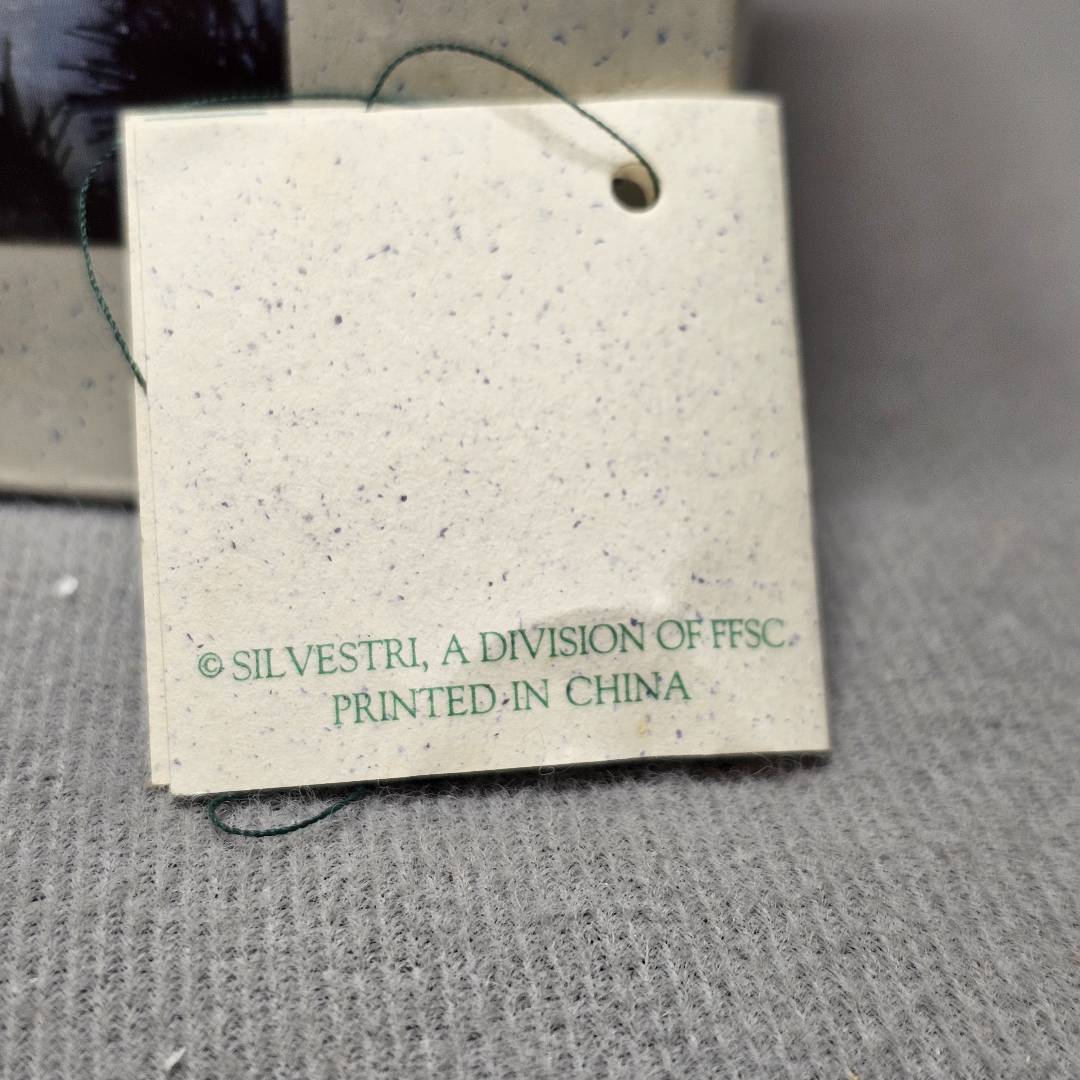 © SILVESTRI, A DIVISION OF FFSC.
PRINTED IN CHINA